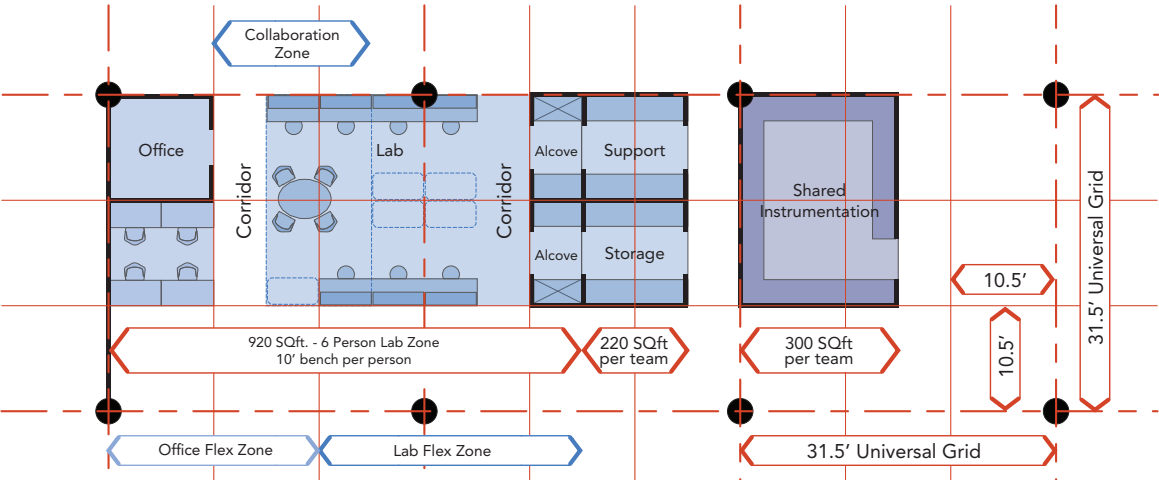 Collaboration
Zone
Office
Corridor
Lab
Corridor
Alcove
Support
Alcove
Storage
Shared
Instrumentation
31.5’ Universal Grid
10.5’
10.5’
920 SQft. - 6 Person Lab Zone
10’ bench per person
220 SQft
per team
300 SQft
per team
Office Flex Zone
Lab Flex Zone
31.5’ Universal Grid